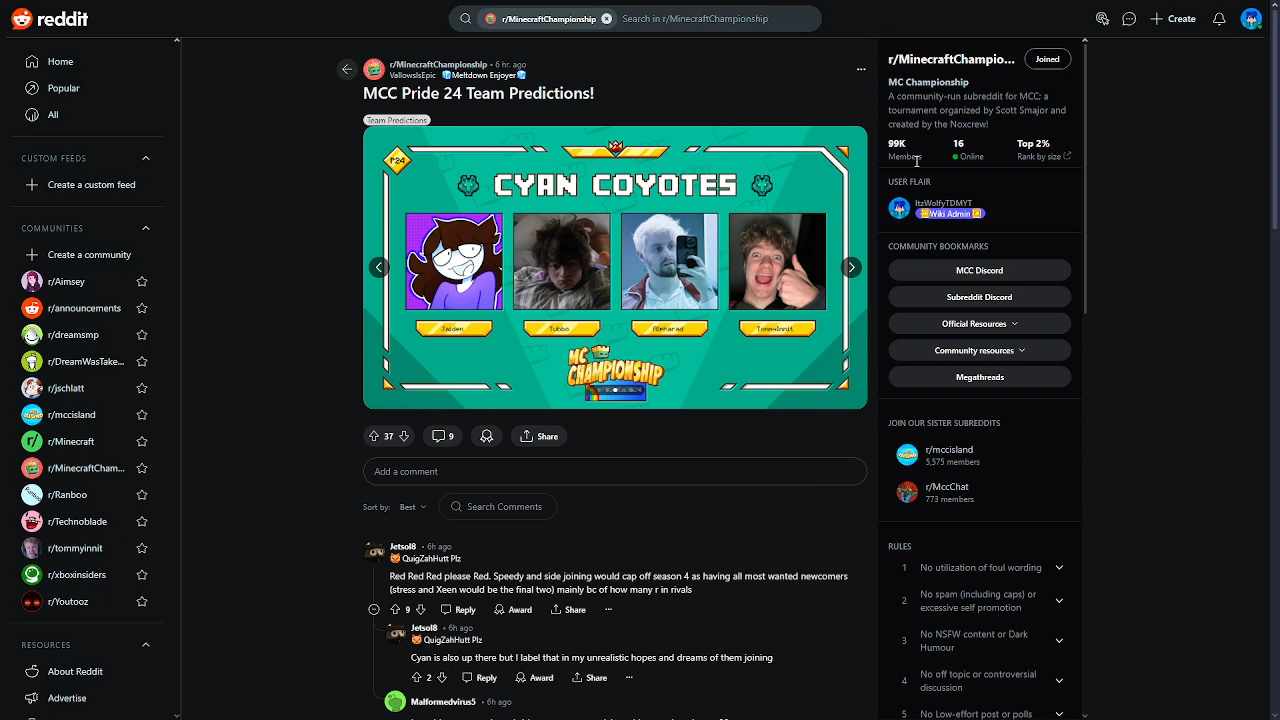 reddit
r/MinecraftChampionship
Search in r/MinecraftChampionship
Create
Home
Popular
All
CUSTOM FEEDS
Create a custom feed
COMMUNITIES
Create a community
r/Aimsey
r/announcements
r/dreamsmp
r/DreamWasTake...
r/jschlatt
r/mccisland
r/Minecraft
r/MinecraftCham...
r/Ranboo
r/Technoblade
r/tommyinnit
r/xboxinsiders
r/Youtooz
RESOURCES
About Reddit
Advertise
r/MinecraftChampionship • 6 hr. ago
VallowsIsEpic Meltdown Enjoyer
MCC Pride 24 Team Predictions!
Team Predictions
P24
CYAN COYOTES
Jaiden
Tubbo
Alpharad
TommyInnit
MC CHAMPIONSHIP
37
9
Share
Add a comment
Sort by: Best
Search Comments
Jetsol8 • 6h ago
QuigZahHutt Plz
Red Red Red please Red. Speedy and side joining would cap off season 4 as having all most wanted newcomers
(stress and Xeen would be the final two) mainly bc of how many r in rivals
9 Reply Award Share
Jetsol8 • 6h ago
QuigZahHutt Plz
Cyan is also up there but I label that in my unrealistic hopes and dreams of them joining
2 Reply Award Share
Malformedvirus5 • 6h ago
r/MinecraftChampio...
Joined
MC Championship
A community-run subreddit for MCC; a
tournament organized by Scott Smajor and
created by the Noxcrew!
99K 16 Top 2%
Members Online Rank by size
USER FLAIR
ItzWolfyTDMYT
Wiki Admin
COMMUNITY BOOKMARKS
MCC Discord
Subreddit Discord
Official Resources
Community resources
Megathreads
JOIN OUR SISTER SUBREDDITS
r/mccisland
5,575 members
r/MccChat
773 members
RULES
1 No utilization of foul wording
2 No spam (including caps) or
excessive self promotion
3 No NSFW content or Dark
Humour
4 No off topic or controversial
discussion
5 No Low-effort post or polls